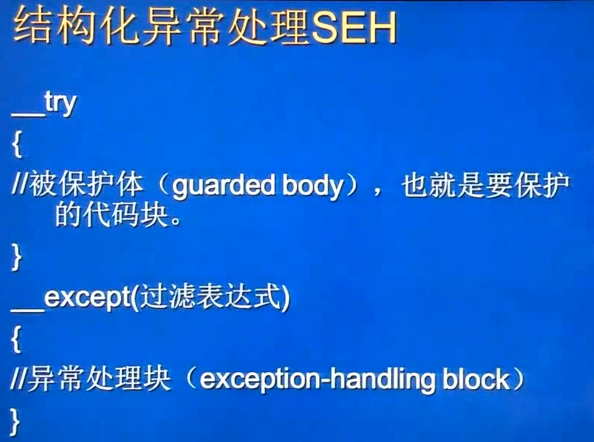 结构化异常处理SEH
__try
{
//被保护体（guarded body），也就是要保护
的代码块。
}
__except(过滤表达式)
{
//异常处理块（exception-handling block）
}